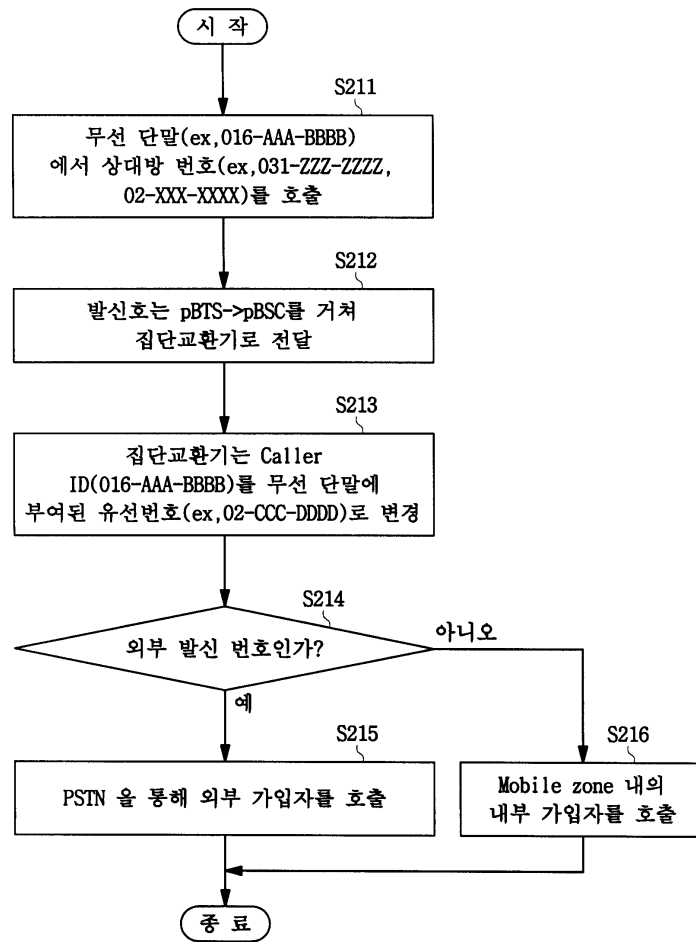 시 작
S211
무선 단말(ex,016-AAA-BBBB)
에서 상대방 번호(ex,031-ZZZ-ZZZZ,
02-XXX-XXXX)를 호출
S212
발신호는 pBTS->pBSC를 거쳐
집단교환기로 전달
S213
집단교환기는 Caller
ID(016-AAA-BBBB)를 무선 단말에
부여된 유선번호(ex,02-CCC-DDDD)로 변경
S214
외부 발신 번호인가?
아니오
예
S215
PSTN 을 통해 외부 가입자를 호출
S216
Mobile zone 내의
내부 가입자를 호출
종 료